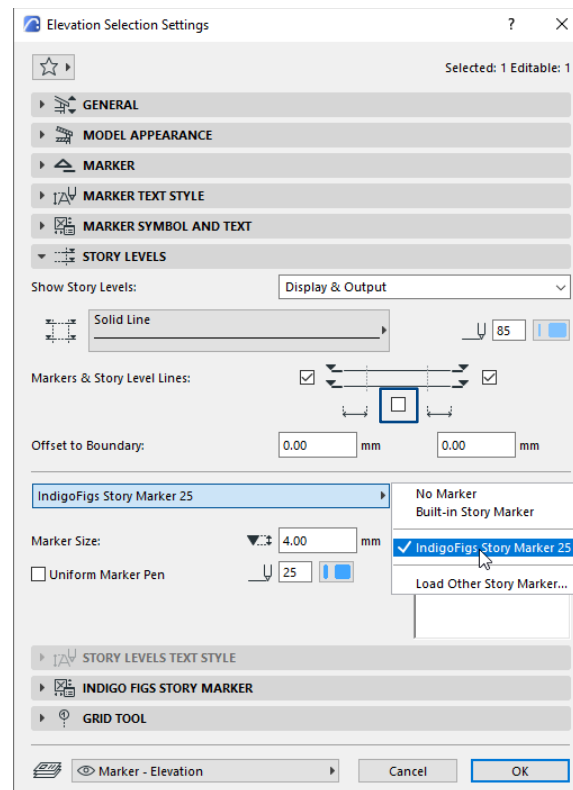 Elevation Selection Settings
Selected: 1 Editable: 1
GENERAL
MODEL APPEARANCE
MARKER
MARKER TEXT STYLE
MARKER SYMBOL AND TEXT
STORY LEVELS
Show Story Levels: Display & Output
Solid Line
85
Markers & Story Level Lines:
Offset to Boundary: 0.00 mm 0.00 mm
IndigoFigs Story Marker 25
No Marker
Built-in Story Marker
IndigoFigs Story Marker 25
Load Other Story Marker...
Marker Size: 4.00 mm
Uniform Marker Pen 25
STORY LEVELS TEXT STYLE
INDIGO FIGS STORY MARKER
GRID TOOL
Marker - Elevation Cancel OK